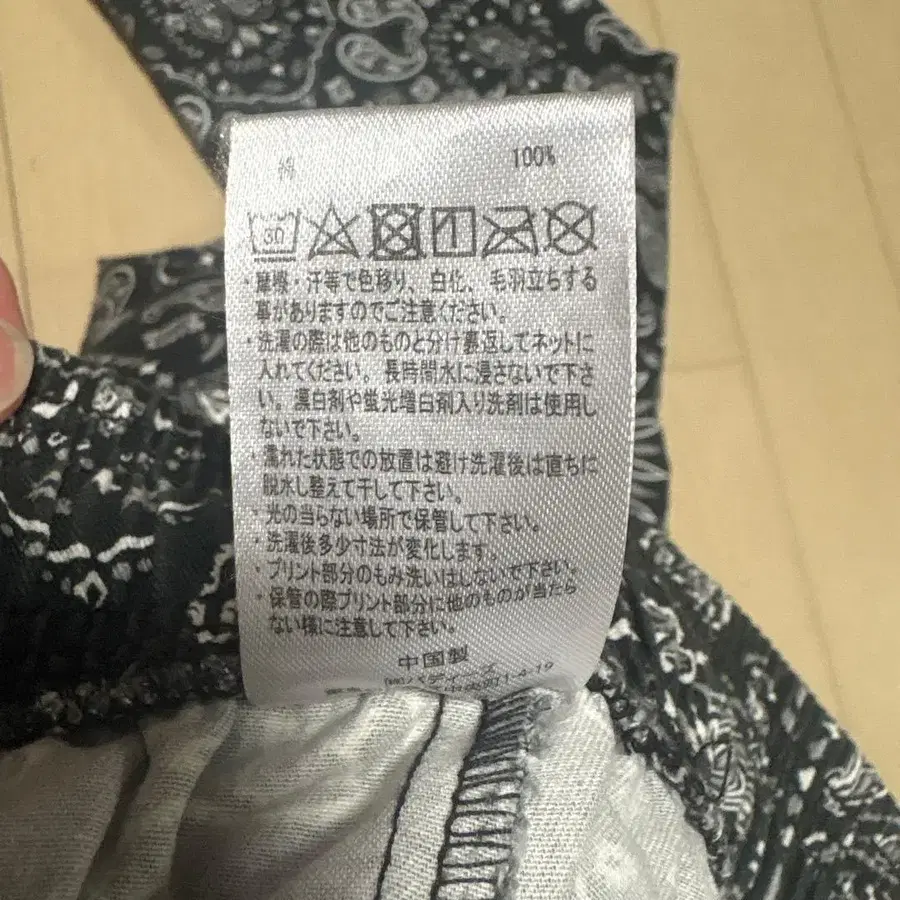 綿 100%
30
・摩擦・汗等で色移り、白化、毛羽立ちする
事がありますのでご注意ください。
・洗濯の際は他のものと分け裏返してネットに
入れてください。長時間水に浸さないで下さ
い。漂白剤や蛍光増白剤入り洗剤は使用し
ないで下さい。
・濡れた状態での放置は避け洗濯後は直ちに
脱水し整えて干して下さい。
・光の当らない場所で保管して下さい。
・洗濯後多少寸法が変化します。
・プリント部分のもみ洗いはしないで下さい。
・保管の際プリント部分に他のものが当たら
ない様に注意して下さい。
中国製
㈱バディーズ
1-4-19